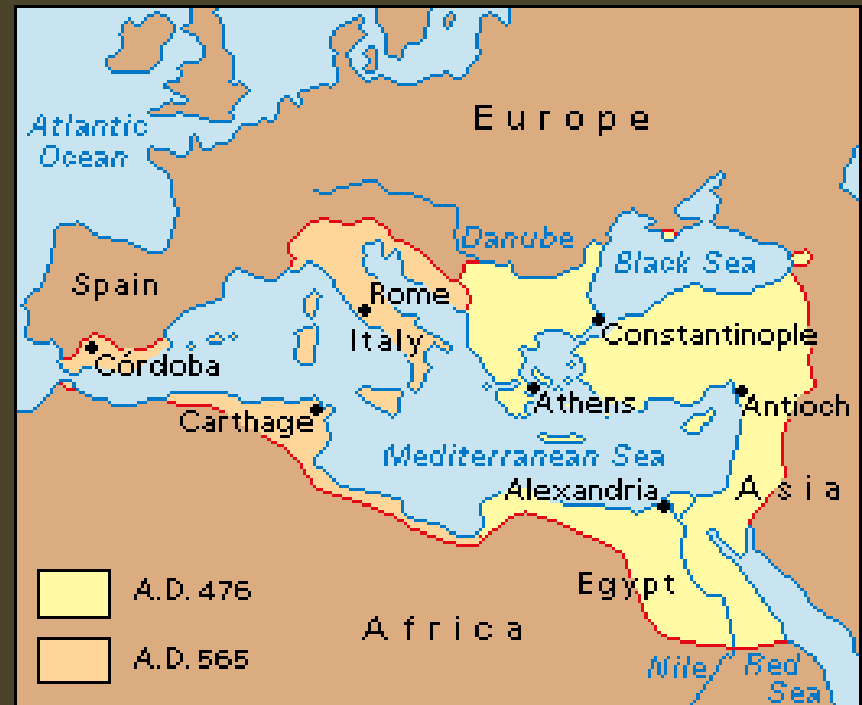 Europe
Atlantic
Ocean
Danube
Black Sea
Spain
Rome
Constantinople
Italy
Córdoba
Athens
Antioch
Carthage
Mediterranean Sea
Alexandria
Asia
Egypt
A.D. 476
Africa
A.D. 565
Nile
Red
Sea